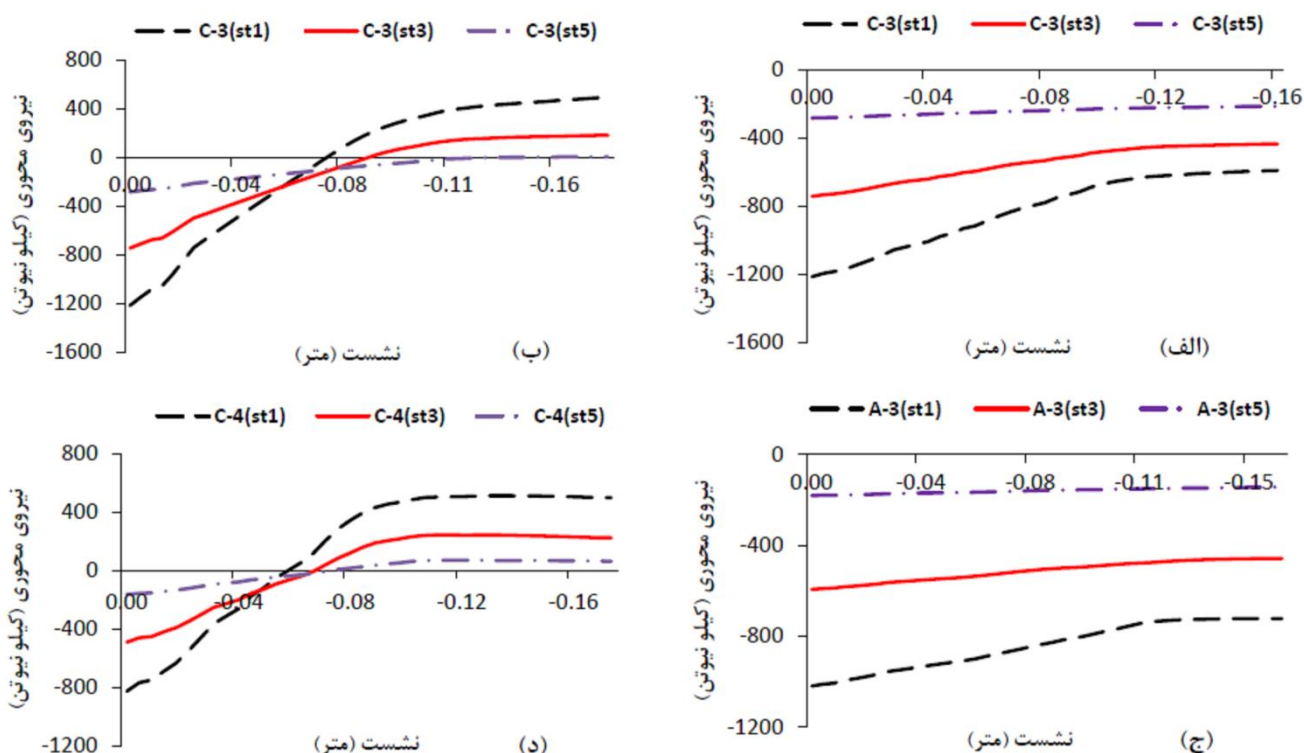 C-3(st1) C-3(st3) C-3(st5)
800
400
0
-400
-800
-1200
-1600
0.00 -0.04 -0.08 -0.11 -0.16
نیروی محوری (کیلو نیوتن)
نشست (متر)
(ب)
C-3(st1) C-3(st3) C-3(st5)
0
-400
-800
-1200
-1600
0.00 -0.04 -0.08 -0.12 -0.16
نیروی محوری (کیلو نیوتن)
نشست (متر)
(الف)
C-4(st1) C-4(st3) C-4(st5)
800
400
0
-400
-800
-1200
0.00 -0.04 -0.08 -0.12 -0.16
نیروی محوری (کیلو نیوتن)
نشست (متر)
(د)
A-3(st1) A-3(st3) A-3(st5)
0
-400
-800
-1200
0.00 -0.04 -0.08 -0.11 -0.15
نیروی محوری (کیلو نیوتن)
نشست (متر)
(ج)